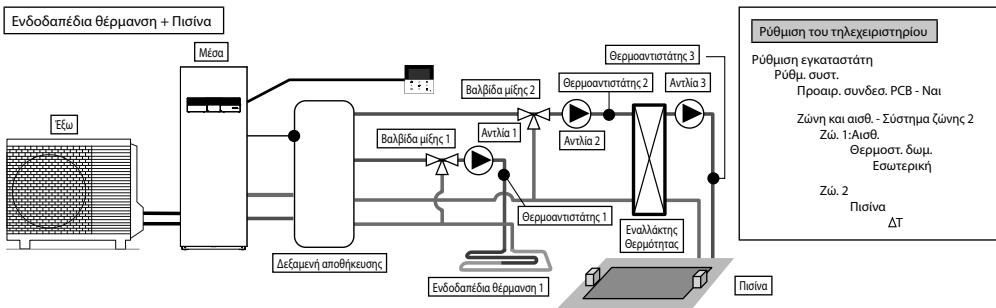 Ενδοδαπέδια θέρμανση + Πισίνα
Μέσα
Έξω
Βαλβίδα μίξης 1
Βαλβίδα μίξης 2
Αντλία 1
Θερμοαντιστάτης 2
Αντλία 2
Θερμοαντιστάτης 3
Αντλία 3
Θερμοαντιστάτης 1
Εναλλάκτης
Θερμότητας
Δεξαμενή αποθήκευσης
Ενδοδαπέδια θέρμανση 1
Πισίνα
Ρύθμιση του τηλεχειριστηρίου
Ρύθμιση εγκαταστάτη
Ρύθμ. συστ.
Προαιρ. συνδεσ. PCB - Ναι
Ζώνη και αισθ. - Σύστημα ζώνης 2
Ζώ. 1:Αισθ.
Θερμοστ. δωμ.
Εσωτερική
Ζώ. 2
Πισίνα
ΔΤ